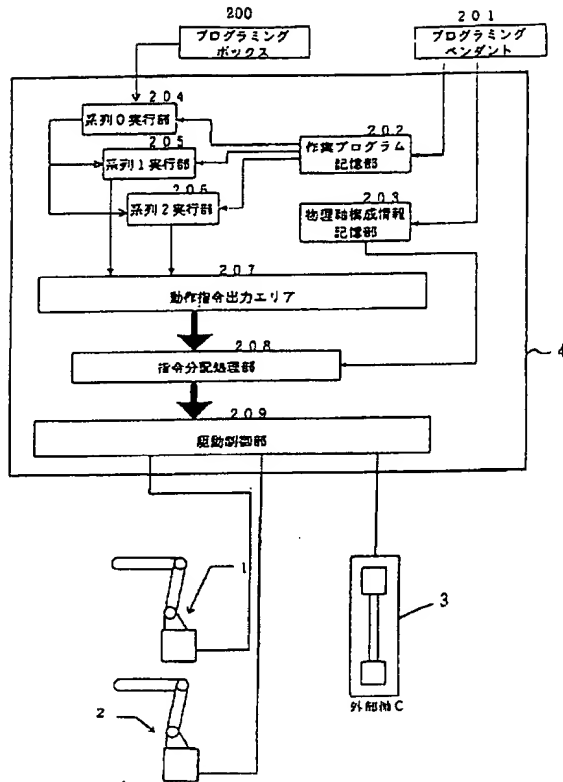 200
プログラミング
ボックス
201
プログラミング
ペンダント
204
系列0実行部
205
系列1実行部
206
系列2実行部
202
作業プログラム
記憶部
203
物理軸構成情報
記憶部
207
動作指令出力エリア
208
指令分配処理部
209
駆動制御部
4
1
2
3
外部軸C